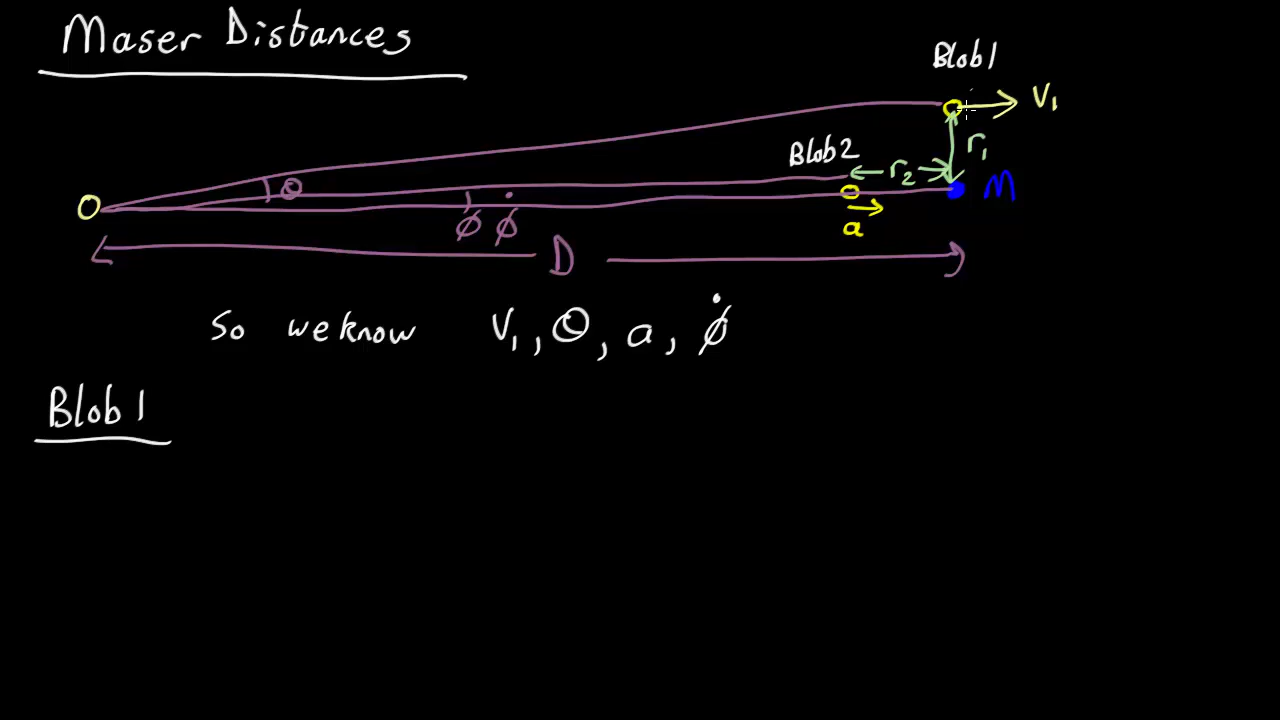 Maser Distances
Blob1
V₁
Blob2
r₂
r₁
θ
M
O
ϕ ϕ̇
a
D
So we know V₁, θ, a, ϕ̇
Blob 1